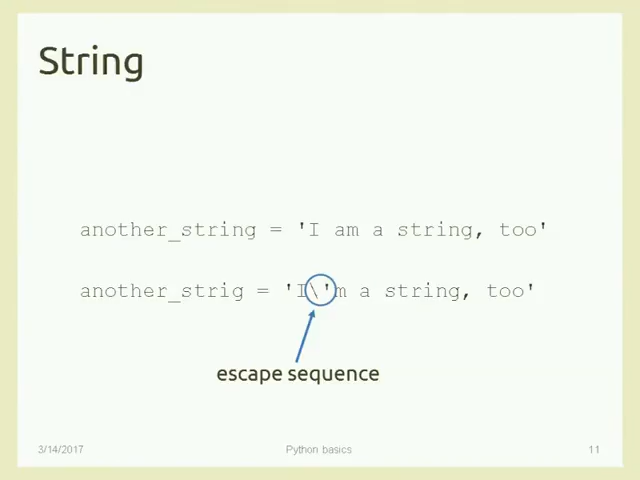 String
another_string = 'I am a string, too'
another_strig = 'I\'m a string, too'
escape sequence
3/14/2017 Python basics 11